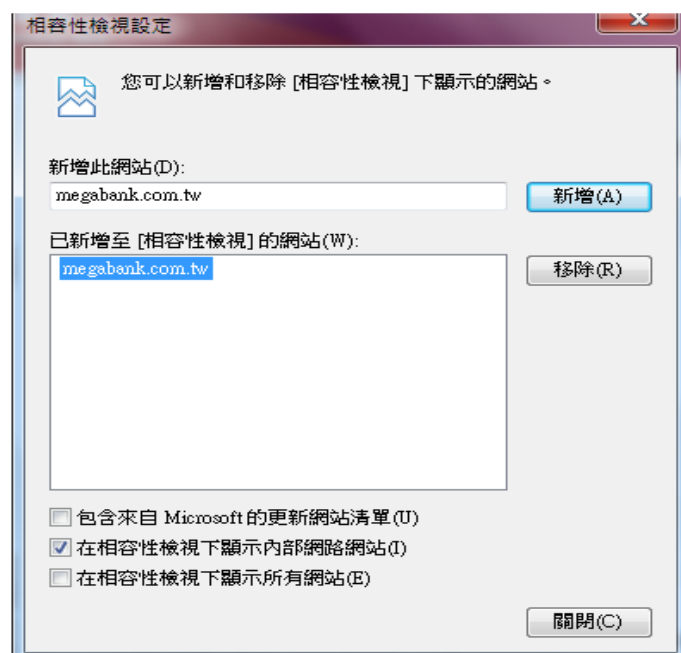 相容性檢視設定
您可以新增和移除 [相容性檢視] 下顯示的網站。
新增此網站(D):
megabank.com.tw
新增(A)
已新增至 [相容性檢視] 的網站(W):
megabank.com.tw
移除(R)
包含來自 Microsoft 的更新網站清單(U)
在相容性檢視下顯示內部網路網站(I)
在相容性檢視下顯示所有網站(E)
關閉(C)